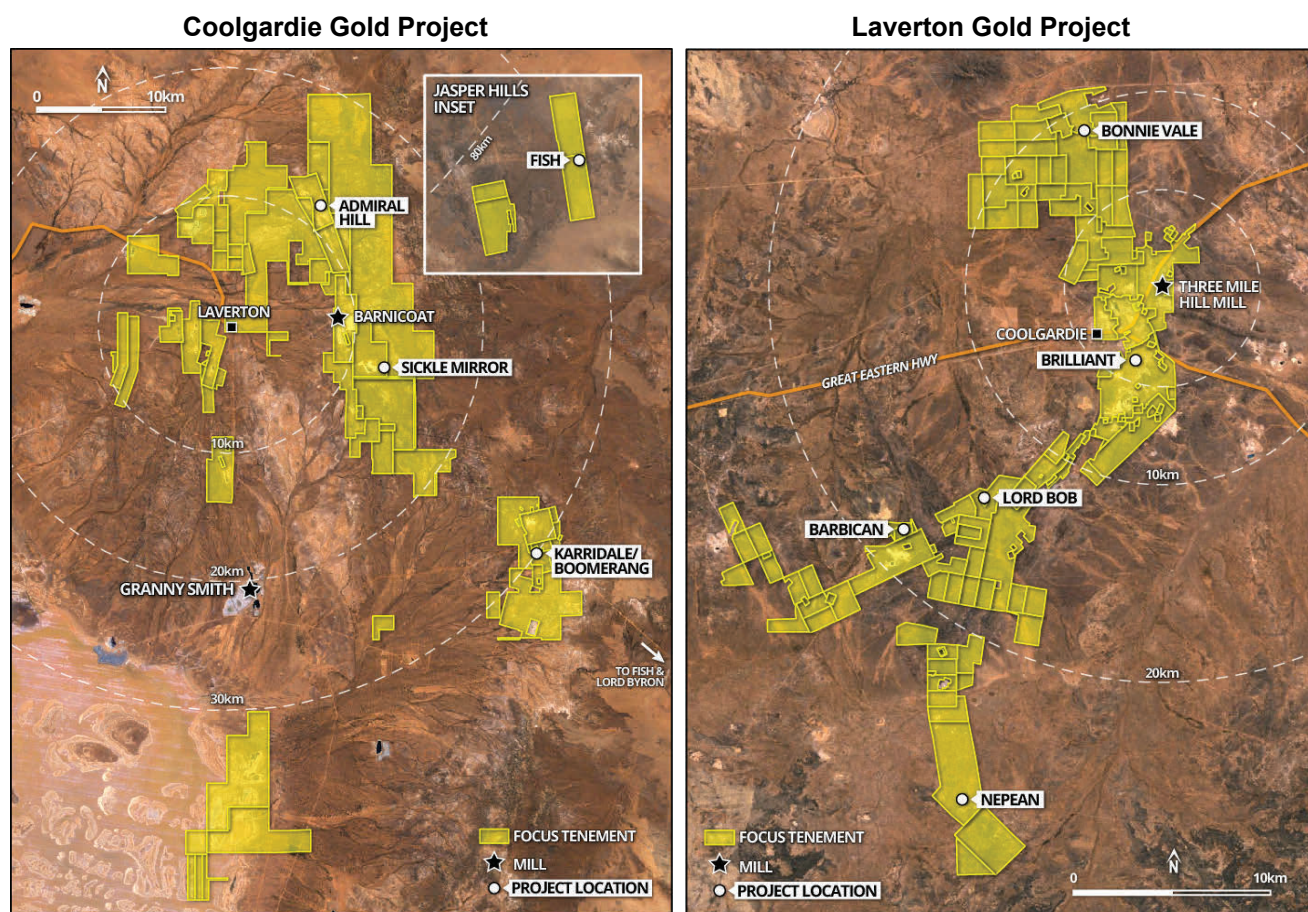 Coolgardie Gold Project
N
0 10km
JASPER HILLS
INSET
80km
FISH
ADMIRAL
HILL
LAVERTON
BARNICOAT
SICKLE MIRROR
10km
20km
GRANNY SMITH
KARRIDALE/
BOOMERANG
TO FISH &
LORD BYRON
30km
FOCUS TENEMENT
MILL
PROJECT LOCATION
Laverton Gold Project
BONNIE VALE
THREE MILE
HILL MILL
COOLGARDIE
BRILLIANT
GREAT EASTERN HWY
10km
LORD BOB
BARBICAN
20km
NEPEAN
FOCUS TENEMENT
MILL
PROJECT LOCATION
N
0 10km